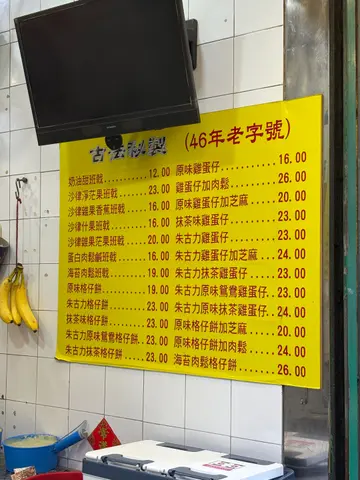 古法秘製 (46年老字號)
奶油甜班戟..........12.00
沙律淨芒果班戟......23.00
沙律雞果香蕉班戟....16.00
沙律什果班戟........16.00
沙律雞果芒果班戟....20.00
蛋白肉鬆鹹班戟......16.00
海苔肉鬆班戟........19.00
原味格仔餅..........19.00
朱古力格仔餅........23.00
抹茶味格仔餅........23.00
朱古力原味鴛鴦格仔餅....23.00
朱古力抹茶格仔餅....23.00
原味雞蛋仔.........16.00
雞蛋仔加肉鬆.......26.00
原味雞蛋仔加芝麻....20.00
抹茶味雞蛋仔.......23.00
朱古力雞蛋仔.......23.00
朱古力雞蛋仔加芝麻...24.00
朱古力抹茶雞蛋仔....23.00
朱古力原味鴛鴦雞蛋仔..23.00
朱古力原味抹茶雞蛋仔..24.00
原味格仔餅加芝麻....20.00
原味格仔餅加肉鬆....24.00
海苔肉鬆格仔餅.....26.00